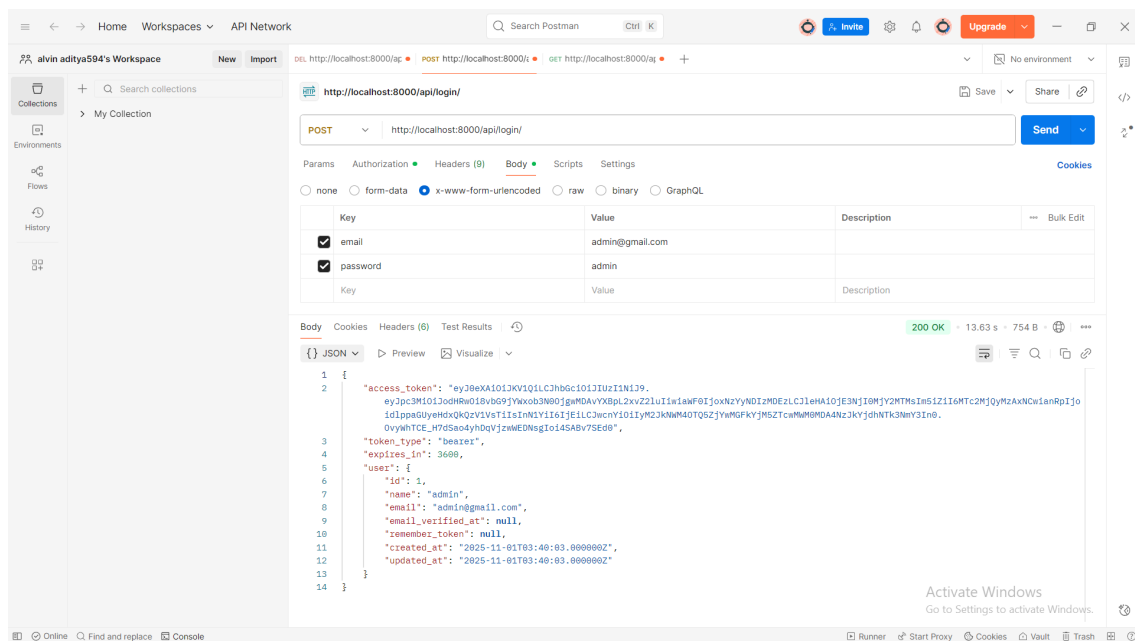 Home Workspaces API Network Search Postman Ctrl K Invite Upgrade
alvin aditya594's Workspace New Import DEL http://localhost:8000/ap POST http://localhost:8000/a GET http://localhost:8000/ap No environment
Collections Search collections HTTP http://localhost:8000/api/login/ Save Share
My Collection
Environments POST http://localhost:8000/api/login/ Send
Flows Params Authorization Headers (9) Body Scripts Settings Cookies
History none form-data x-www-form-urlencoded raw binary GraphQL
Key Value Description Bulk Edit
email admin@gmail.com
password admin
Key Value Description
Body Cookies Headers (6) Test Results 200 OK 13.63 s 754 B
{} JSON Preview Visualize
1 {
2 "access_token": "
3 "token_type": "bearer",
4 "expires_in": 3600,
5 "user": {
6 "id": 1,
7 "name": "admin",
8 "email": "admin@gmail.com",
9 "email_verified_at": null,
10 "remember_token": null,
11 "created_at": "2025-11-01T03:40:03.000000Z",
12 "updated_at": "2025-11-01T03:40:03.000000Z"
13 }
14 }
Activate Windows
Go to Settings to activate Windows.
Online Find and replace Console Runner Start Proxy Cookies Vault Trash